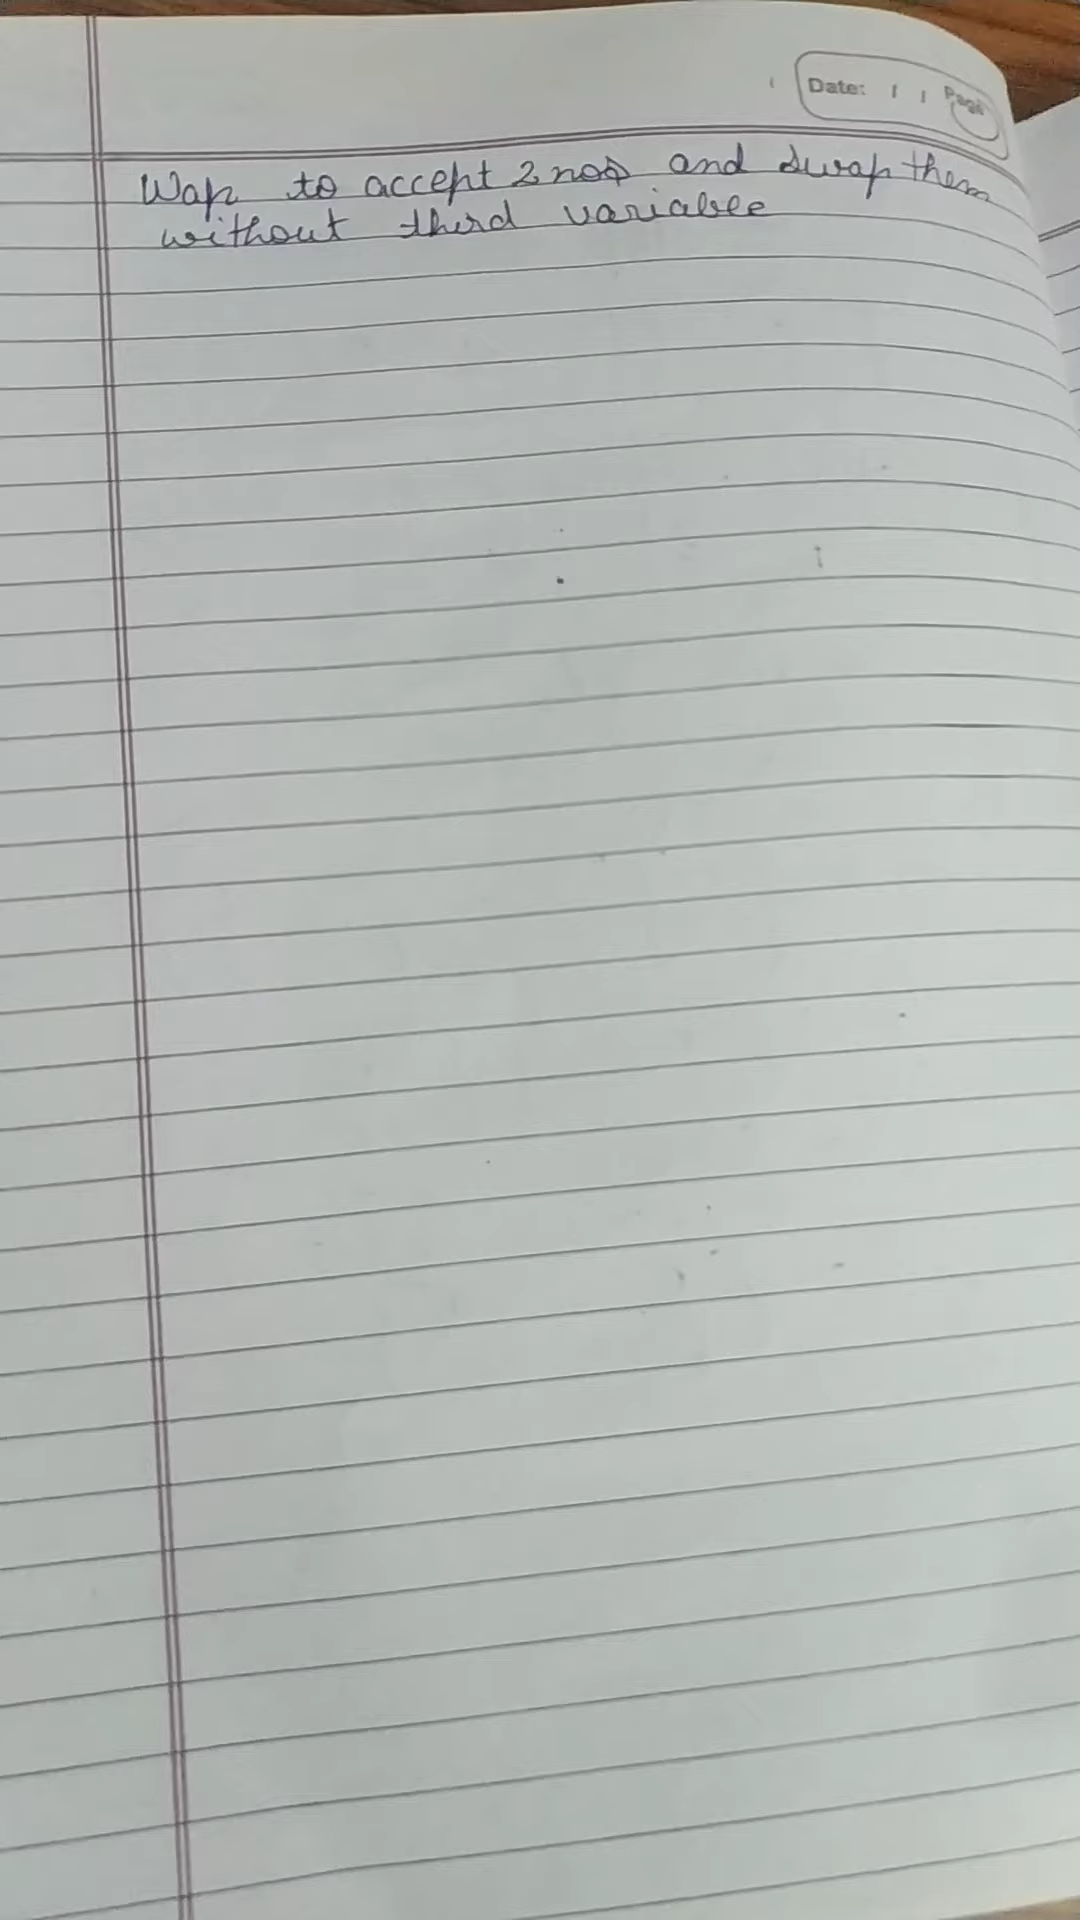 Date: / / Page
Wap to accept 2 nos and swap them
without third variable